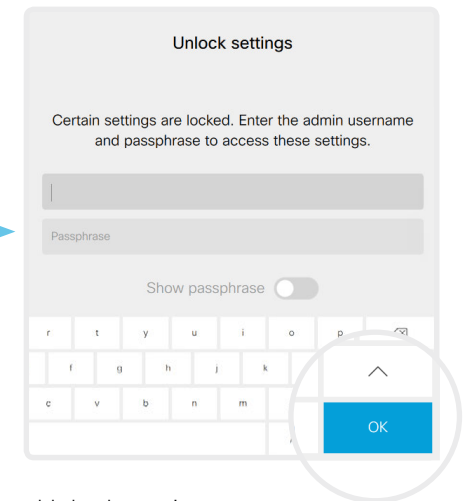 Unlock settings
Certain settings are locked. Enter the admin username
and passphrase to access these settings.
Passphrase
Show passphrase
r t y u i o p
f g h j k
c v b n m
OK